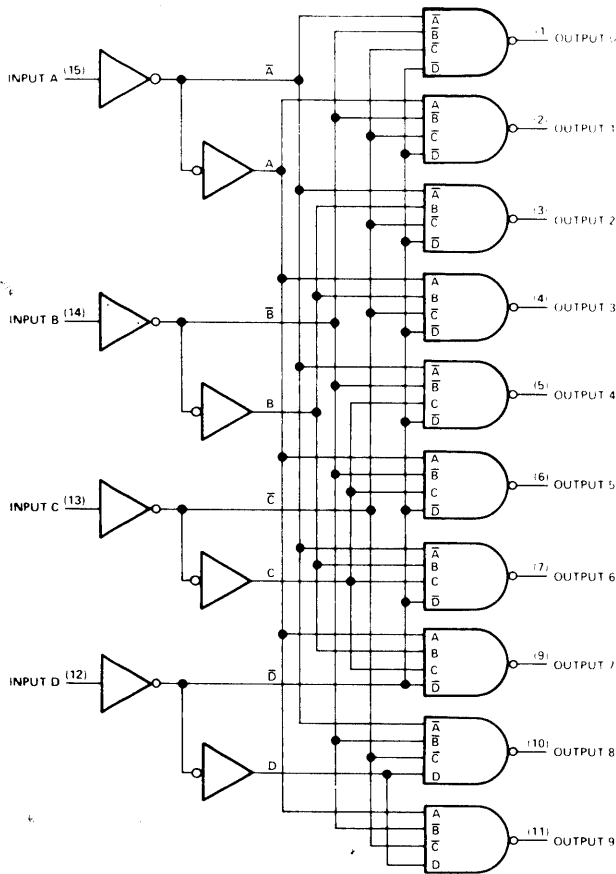 A̅
B̅
C̅
D̅
(1 OUTPUT
INPUT A (15)
A̅
A
A
B̅
C̅
D̅
(2) OUTPUT 1
A̅
B
C̅
D̅
(3) OUTPUT 2
INPUT B (14)
B̅
A
B
C̅
D̅
(4) OUTPUT 3
B
A̅
B̅
C
D̅
(5) OUTPUT 4
INPUT C (13)
C̅
A
B̅
C
D̅
(6) OUTPUT 5
C
A̅
B
C
D̅
(7) OUTPUT 6
INPUT D (12)
D̅
A
B
C
D̅
(9) OUTPUT 7
D
A̅
B̅
C̅
D
(10) OUTPUT 8
A
B̅
C̅
D
(11) OUTPUT 9